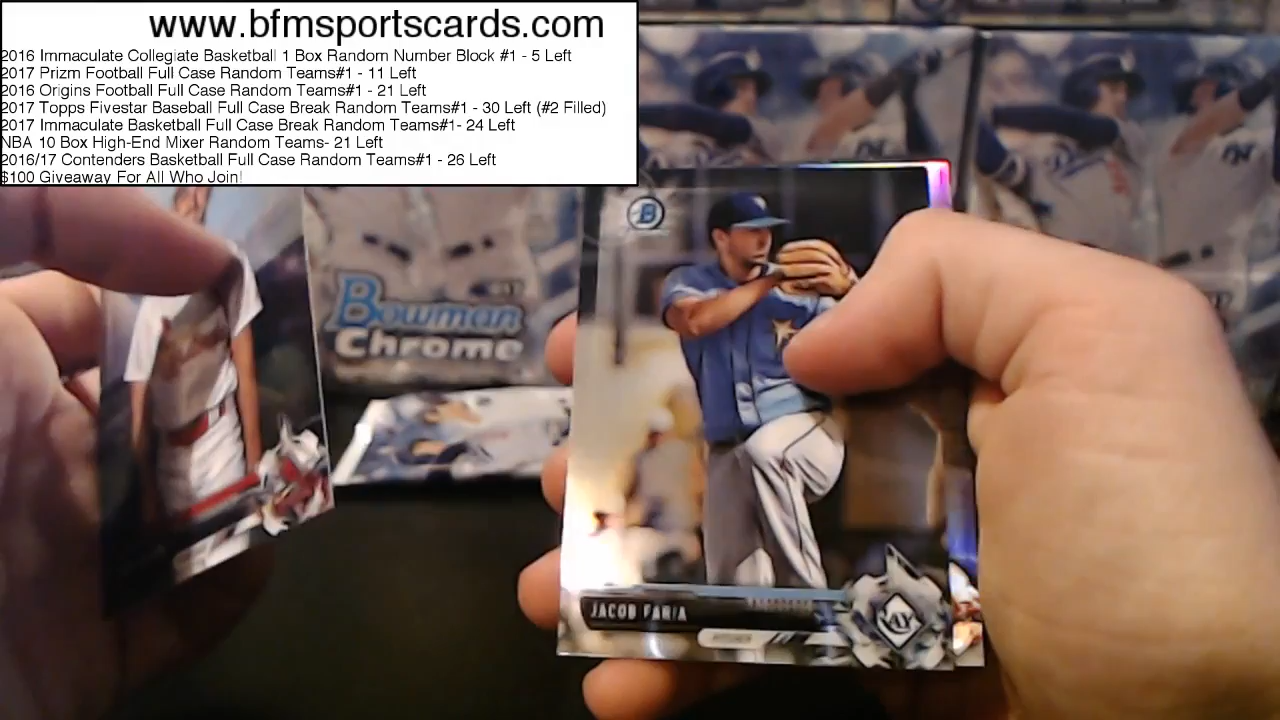 www.bfmsportscards.com
2016 Immaculate Collegiate Basketball 1 Box Random Number Block #1 - 5 Left
2017 Prizm Football Full Case Random Teams#1 - 11 Left
2016 Origins Football Full Case Random Teams#1 - 21 Left
2017 Topps Fivestar Baseball Full Case Break Random Teams#1 - 30 Left (#2 Filled)
2017 Immaculate Basketball Full Case Break Random Teams#1- 24 Left
NBA 10 Box High-End Mixer Random Teams- 21 Left
2016/17 Contenders Basketball Full Case Random Teams#1 - 26 Left
$100 Giveaway For All Who Join!
B
Bowman
Chrome
JACOB FARIA
PITCHER
RAY